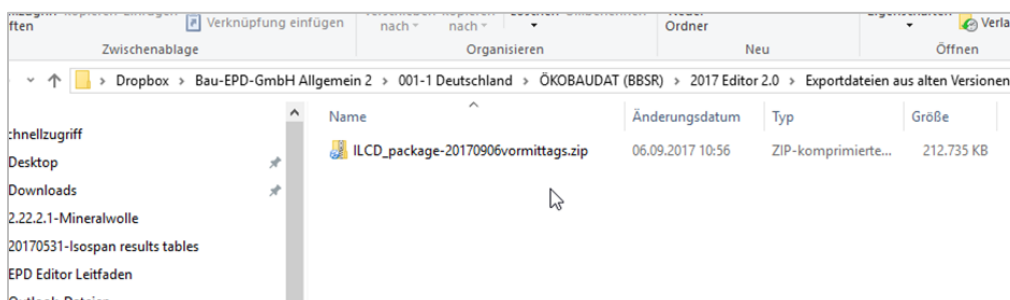 ften
Verknüpfung einfügen
nach
nach
Ordner
Verla
Zwischenablage
Organisieren
Neu
Öffnen
Dropbox > Bau-EPD-GmbH Allgemein 2 > 001-1 Deutschland > ÖKOBAUDAT (BBSR) > 2017 Editor 2.0 > Exportdateien aus alten Versionen
Name Änderungsdatum Typ Größe
ILCD_package-20170906vormittags.zip 06.09.2017 10:56 ZIP-komprimierte... 212.735 KB
chnellzugriff
Desktop
Downloads
2.22.2.1-Mineralwolle
20170531-Isospan results tables
EPD Editor Leitfaden